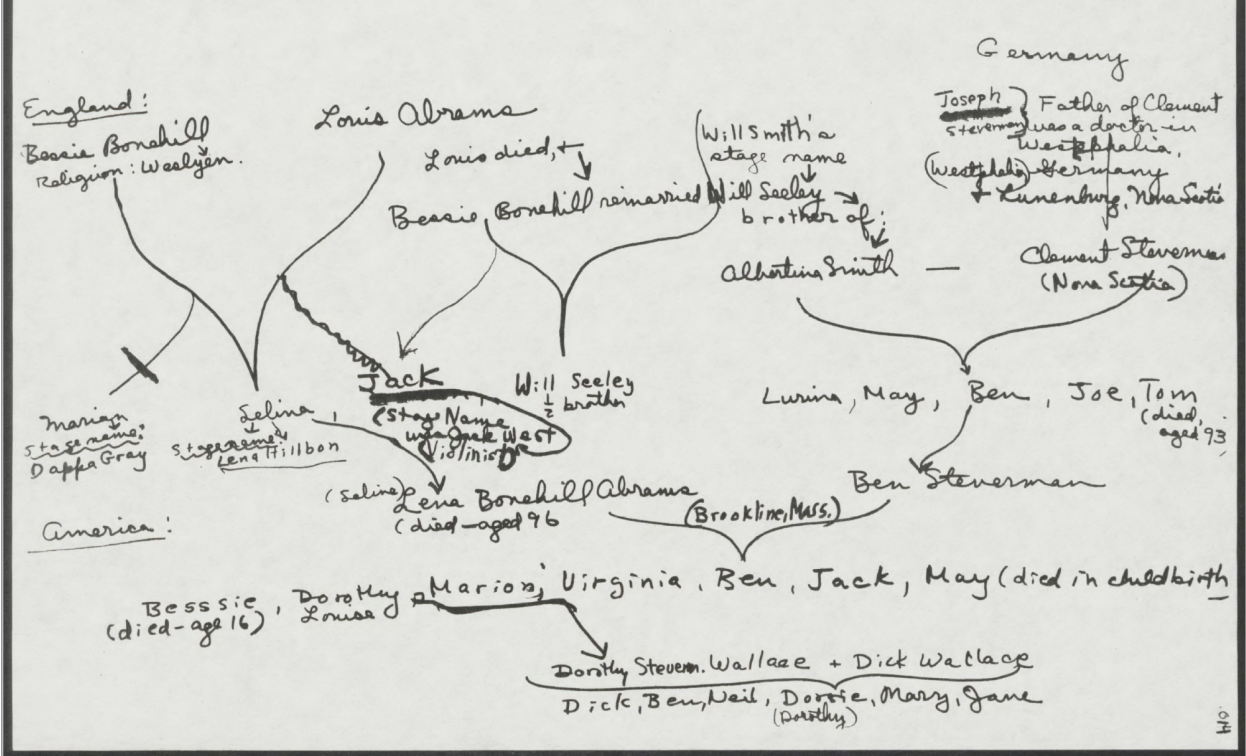 Germany
England:
Bessie Bonehill
Religion: Weslyen.
Louis Abrams
Louis died, +
Bessie Bonehill remarried Will Seeley
Will Smith's
stage name
brother of:
Joseph
Steverman
Father of Clement
was a doctor in
Westphalia,
(Westphalia) Germany
+ Lunenburg, Nova Scotia
Albertina Smith — Clement Steverman
(Nova Scotia)
Jack
(Stage Name
was Jack West
Violinist)
Will Seeley
½ brother
Lurina, May, Ben, Joe, Tom
(died,
aged 93
Marian
stage name:
Dappa Gray
Selina,
stage name
Lena Hillbon
(Selina) Lena Bonehill Abrams
(died-aged 96
Ben Steverman
(Brookline, Mass.)
America:
Besssie
(died-age 16)
, Dorothy
Louise
, Marion, Virginia, Ben, Jack, May (died in childbirth
Dorothy Steverm. Wallace + Dick Wallace
Dick, Ben, Neil, Dorrie, Mary, Jane
(Dorothy)